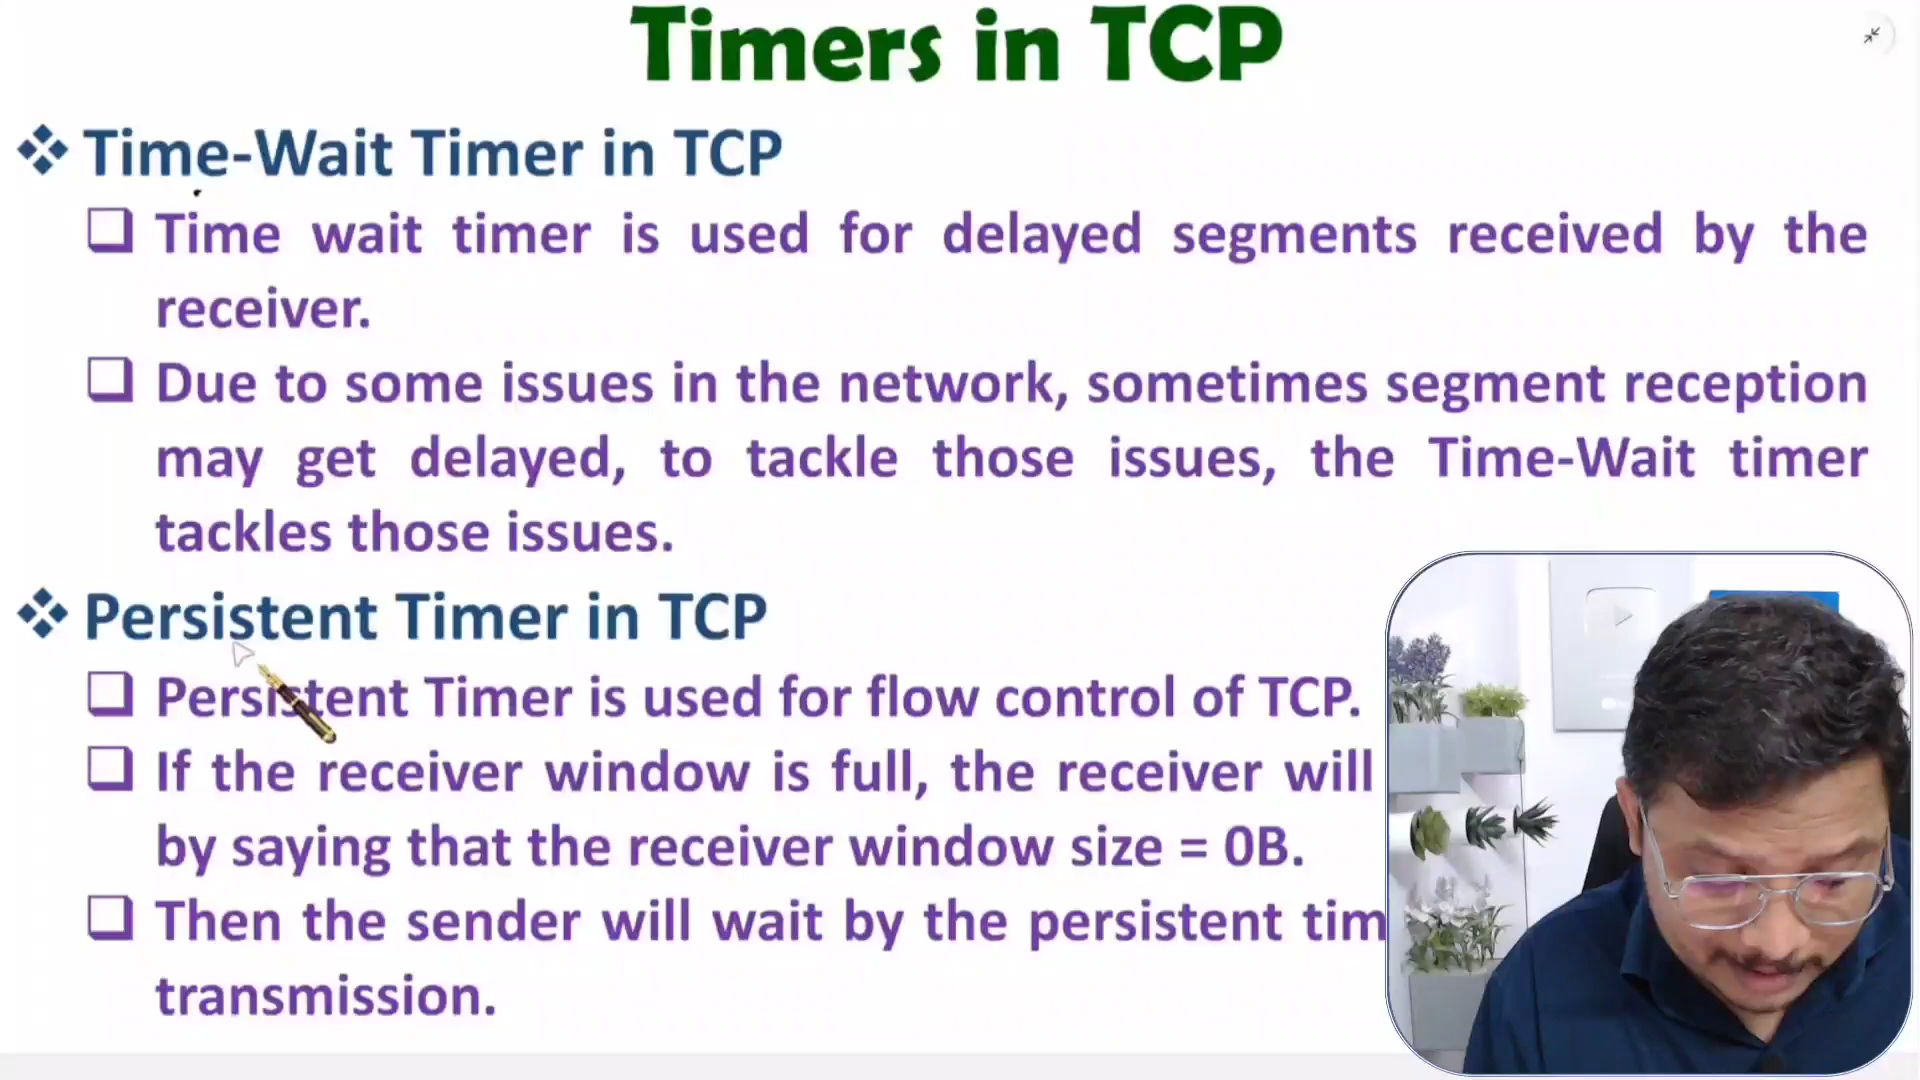 Timers in TCP
Time-Wait Timer in TCP
Time wait timer is used for delayed segments received by the
receiver.
Due to some issues in the network, sometimes segment reception
may get delayed, to tackle those issues, the Time-Wait timer
tackles those issues.
Persistent Timer in TCP
Persistent Timer is used for flow control of TCP.
If the receiver window is full, the receiver will
by saying that the receiver window size = 0B.
Then the sender will wait by the persistent
transmission.